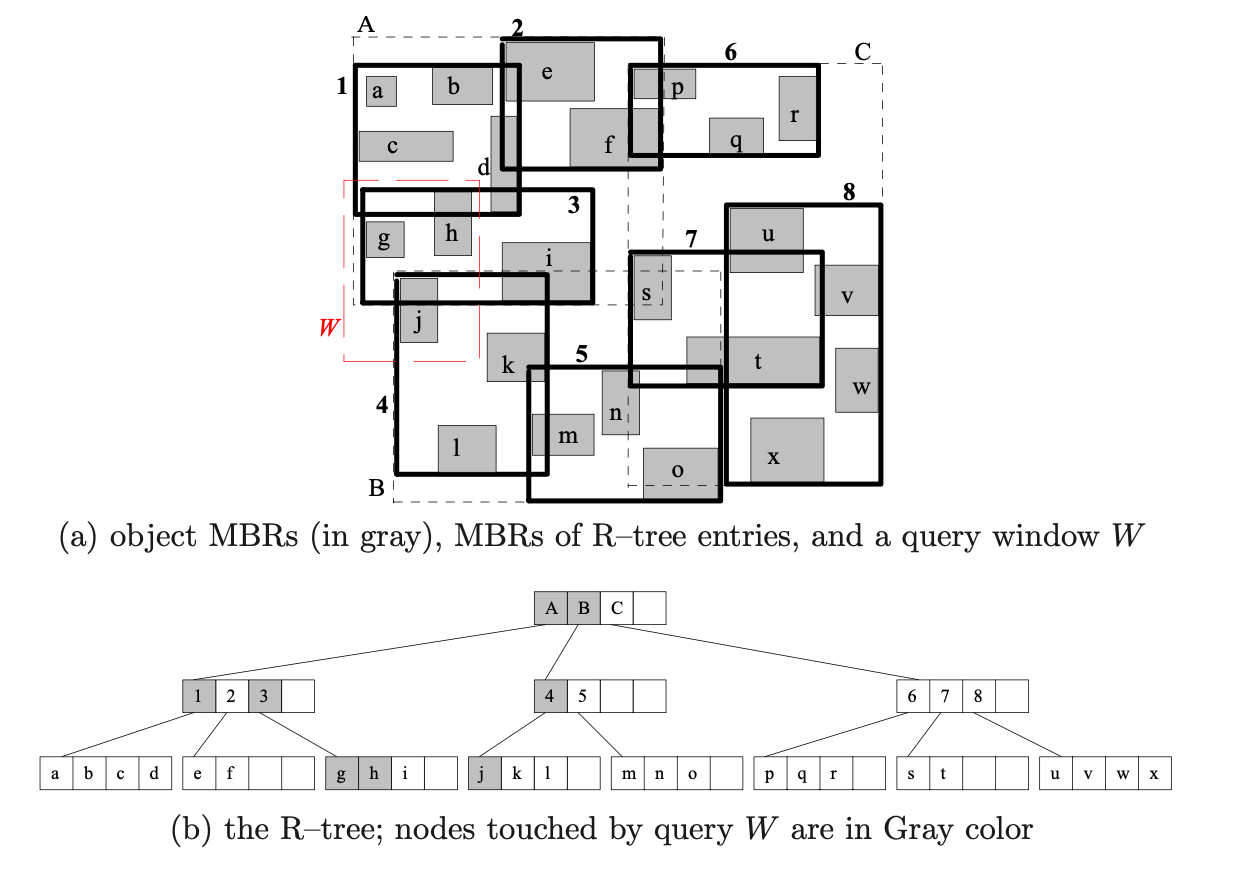 A
2
6
C
1
a
b
e
p
r
c
d
f
q
3
8
g
h
i
7
u
s
v
W
j
k
5
t
w
4
n
l
m
o
x
B
(a) object MBRs (in gray), MBRs of R–tree entries, and a query window W
A B C
1 2 3
4 5
6 7 8
a b c d
e f
g h i
j k l
m n o
p q r
s t
u v w x
(b) the R–tree; nodes touched by query W are in Gray color